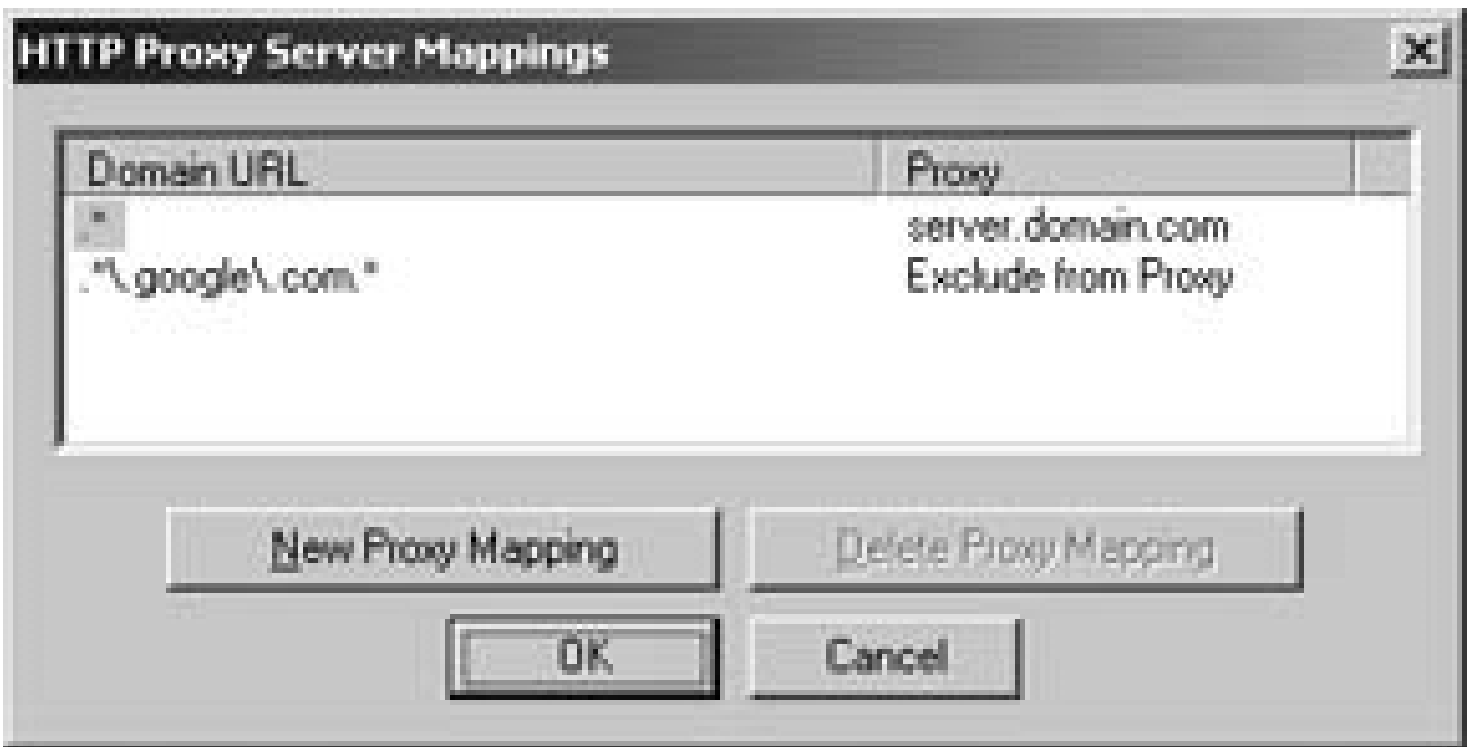 HTTP Proxy Server Mappings
Domain URL Proxy
.* server.domain.com
.*\.google\.com.* Exclude from Proxy
New Proxy Mapping Delete Proxy Mapping
OK Cancel